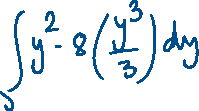 ∫ y² - 8 (y³/3) dy